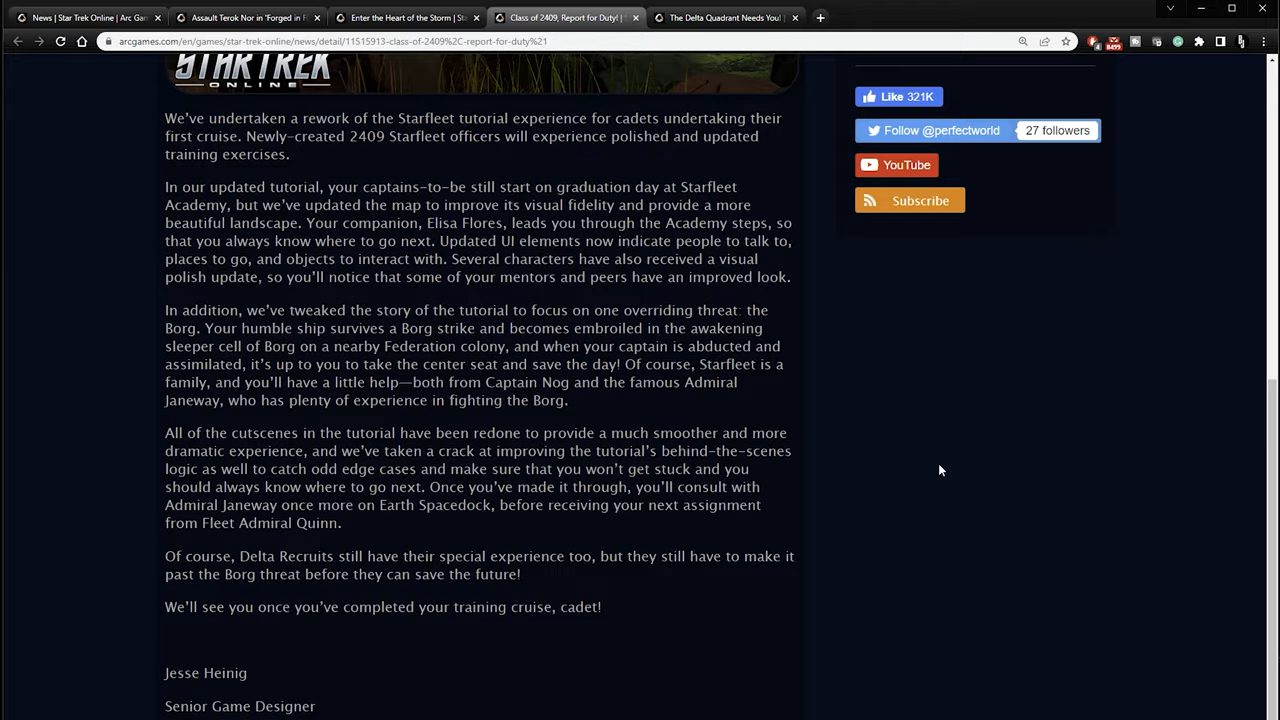 News | Star Trek Online | Arc Gam
Assault Terok Nor in 'Forged in F
Enter the Heart of the Storm | St
Class of 2409, Report for Duty! |
The Delta Quadrant Needs You! |
arcgames.com/en/games/star-trek-online/news/detail/11515913-class-of-2409%2C-report-for-duty%21
8499
STAR TREK
ONLINE
Like 321K
Follow @perfectworld
27 followers
YouTube
Subscribe
We've undertaken a rework of the Starfleet tutorial experience for cadets undertaking their
first cruise. Newly-created 2409 Starfleet officers will experience polished and updated
training exercises.
In our updated tutorial, your captains-to-be still start on graduation day at Starfleet
Academy, but we've updated the map to improve its visual fidelity and provide a more
beautiful landscape. Your companion, Elisa Flores, leads you through the Academy steps, so
that you always know where to go next. Updated UI elements now indicate people to talk to,
places to go, and objects to interact with. Several characters have also received a visual
polish update, so you'll notice that some of your mentors and peers have an improved look.
In addition, we've tweaked the story of the tutorial to focus on one overriding threat: the
Borg. Your humble ship survives a Borg strike and becomes embroiled in the awakening
sleeper cell of Borg on a nearby Federation colony, and when your captain is abducted and
assimilated, it's up to you to take the center seat and save the day! Of course, Starfleet is a
family, and you'll have a little help—both from Captain Nog and the famous Admiral
Janeway, who has plenty of experience in fighting the Borg.
All of the cutscenes in the tutorial have been redone to provide a much smoother and more
dramatic experience, and we've taken a crack at improving the tutorial's behind-the-scenes
logic as well to catch odd edge cases and make sure that you won't get stuck and you
should always know where to go next. Once you've made it through, you'll consult with
Admiral Janeway once more on Earth Spacedock, before receiving your next assignment
from Fleet Admiral Quinn.
Of course, Delta Recruits still have their special experience too, but they still have to make it
past the Borg threat before they can save the future!
We'll see you once you've completed your training cruise, cadet!
Jesse Heinig
Senior Game Designer